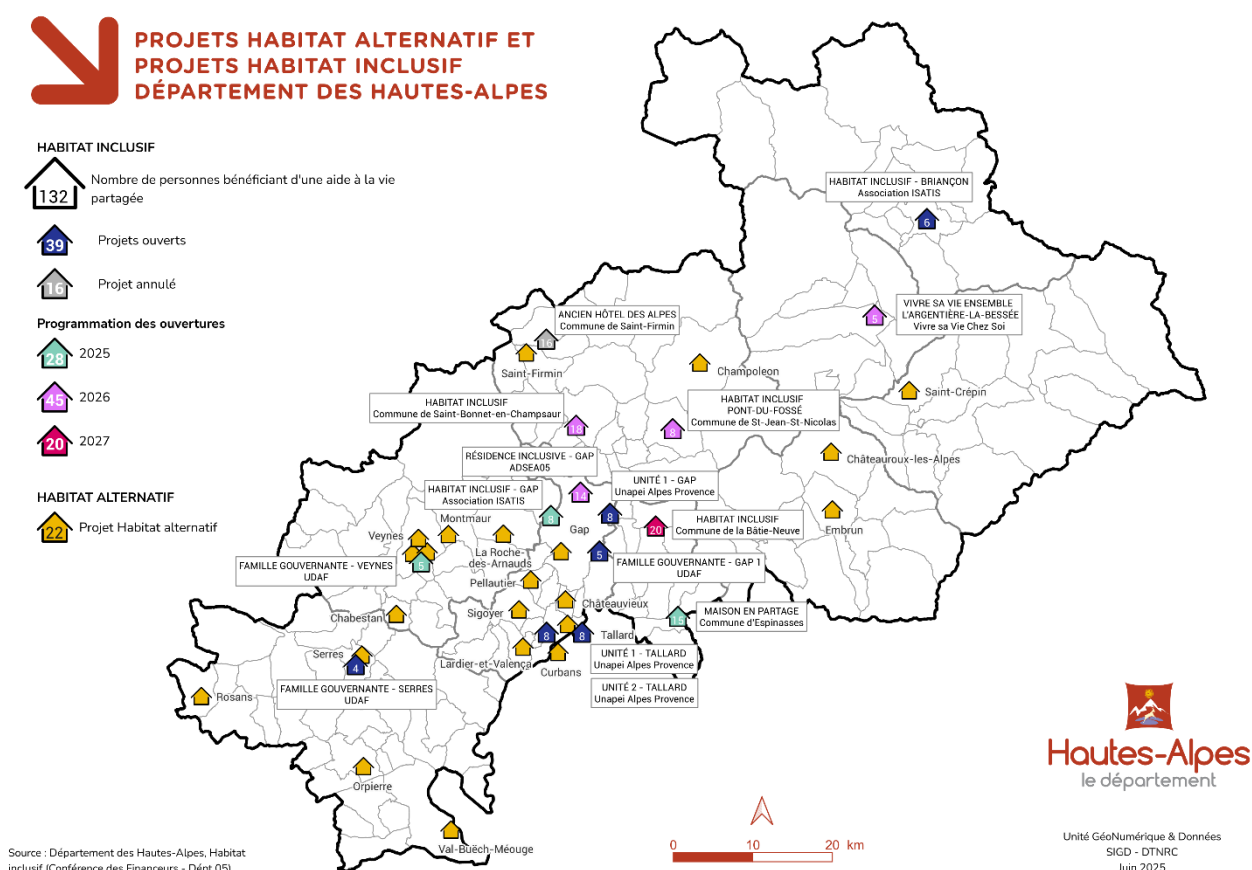 PROJETS HABITAT ALTERNATIF ET
PROJETS HABITAT INCLUSIF
DÉPARTEMENT DES HAUTES-ALPES
HABITAT INCLUSIF
132
Nombre de personnes bénéficiant d'une aide à la vie
partagée
39
Projets ouverts
16
Projet annulé
Programmation des ouvertures
28
2025
45
2026
20
2027
HABITAT ALTERNATIF
22
Projet Habitat alternatif
HABITAT INCLUSIF - BRIANÇON
Association ISATIS
6
VIVRE SA VIE ENSEMBLE
L'ARGENTIÈRE-LA-BESSÉE
Vivre sa Vie Chez Soi
5
ANCIEN HÔTEL DES ALPES
Commune de Saint-Firmin
16
Saint-Firmin
Champoleon
Saint-Crépin
HABITAT INCLUSIF
Commune de Saint-Bonnet-en-Champsaur
18
HABITAT INCLUSIF
PONT-DU-FOSSÉ
Commune de St-Jean-St-Nicolas
8
Châteauroux-les-Alpes
RÉSIDENCE INCLUSIVE - GAP
ADSEA05
14
UNITÉ 1 - GAP
Unapei Alpes Provence
8
HABITAT INCLUSIF - GAP
Association ISATIS
8
Gap
20
HABITAT INCLUSIF
Commune de la Bâtie-Neuve
Embrun
Montmaur
Veynes
La Roche-
des-Arnauds
5
FAMILLE GOUVERNANTE - GAP 1
UDAF
FAMILLE GOUVERNANTE - VEYNES
UDAF
5
Pellautier
Châteauvieux
Sigoyer
Chabestan
15
MAISON EN PARTAGE
Commune d'Espinasses
8
8
Tallard
UNITÉ 1 - TALLARD
Unapei Alpes Provence
UNITÉ 2 - TALLARD
Unapei Alpes Provence
Lardier-et-Valença
Curbans
Serres
4
FAMILLE GOUVERNANTE - SERRES
UDAF
Rosans
Orpierre
Val-Buëch-Méouge
Hautes-Alpes
le département
0 10 20 km
Unité GéoNumérique & Données
SIGD - DTNRC
Juin 2025
Source : Département des Hautes-Alpes, Habitat
inclusif (Conférence des Financeurs - Dépt 05)